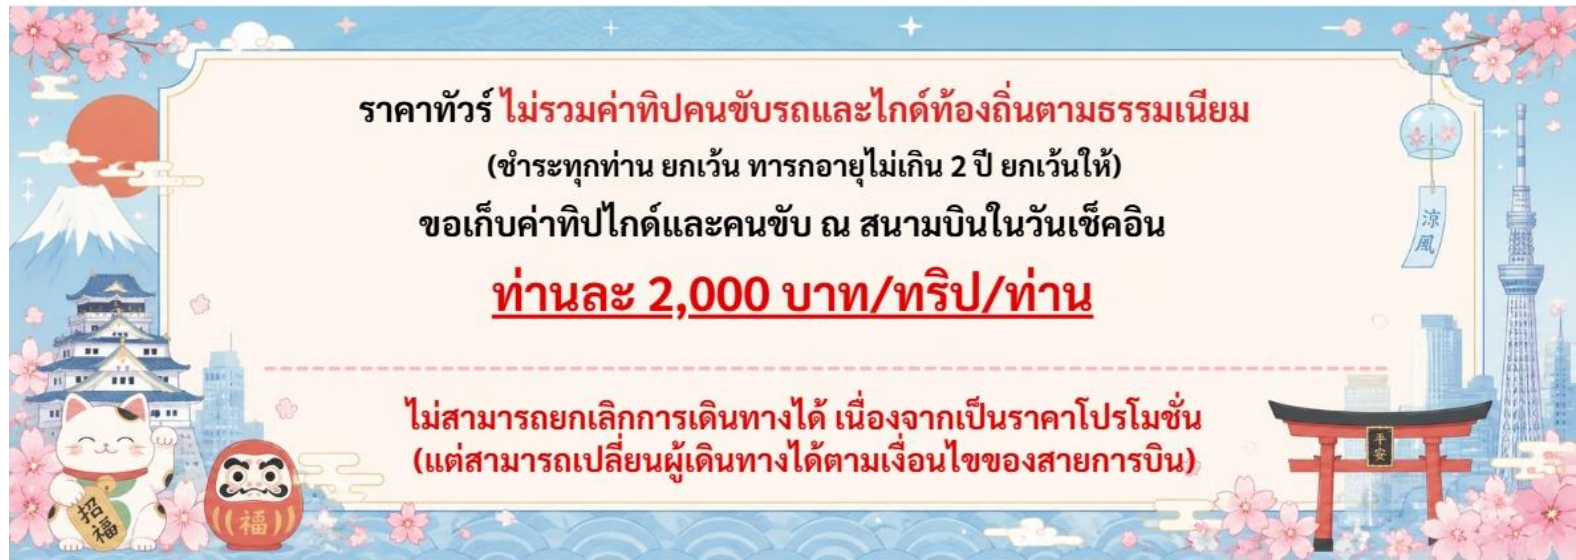 ราคาทัวร์ ไม่รวมค่าทิปคนขับรถและไกด์ท้องถิ่นตามธรรมเนียม
(ชำระทุกท่าน ยกเว้น ทารกอายุไม่เกิน 2 ปี ยกเว้นให้)
ขอเก็บค่าทิปไกด์และคนขับ ณ สนามบินในวันเช็คอิน
ท่านละ 2,000 บาท/ทริป/ท่าน
ไม่สามารถยกเลิกการเดินทางได้ เนื่องจากเป็นราคาโปรโมชั่น
(แต่สามารถเปลี่ยนผู้เดินทางได้ตามเงื่อนไขของสายการบิน)
涼風
平安
招福
福